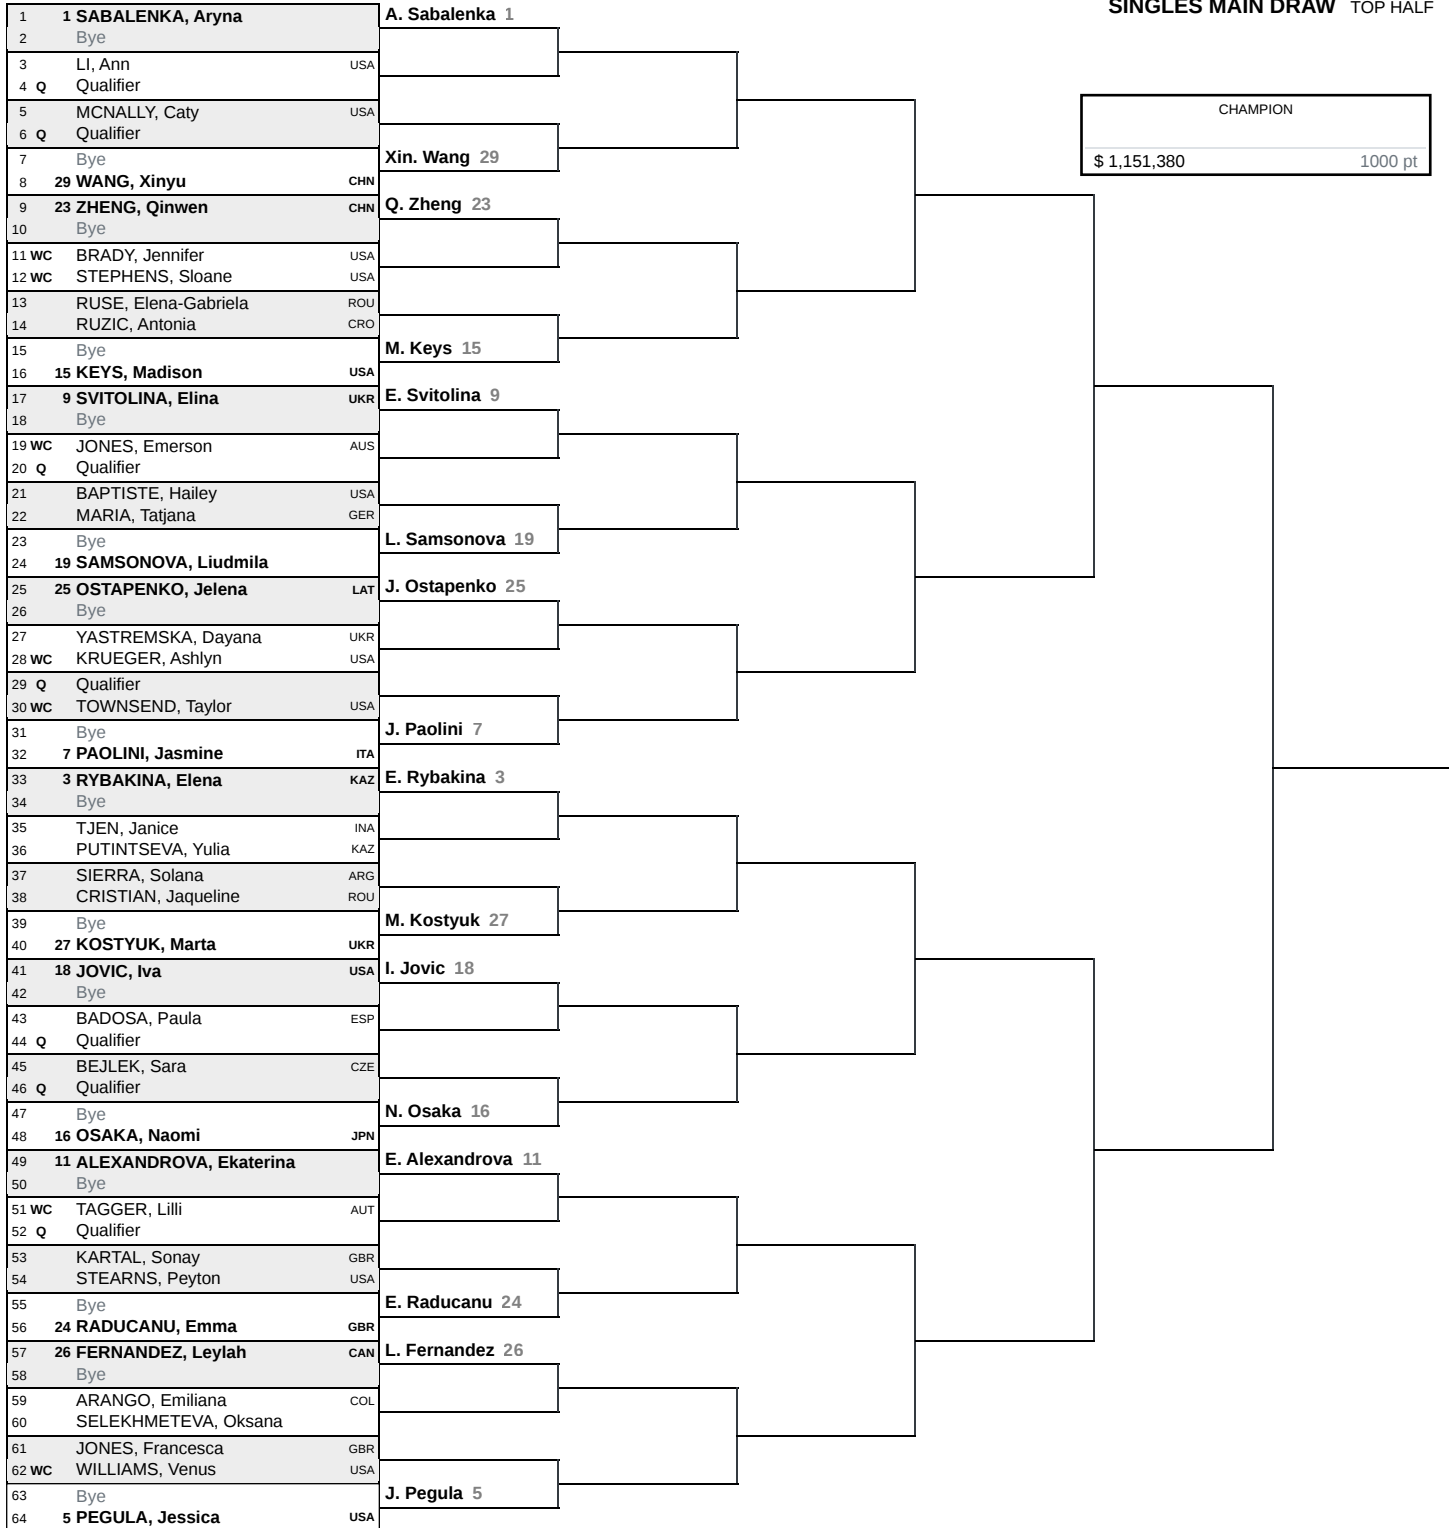 SINGLES MAIN DRAW TOP HALF
CHAMPION
$ 1,151,380 1000 pt
1 1 SABALENKA, Aryna
2 Bye
A. Sabalenka 1
3 LI, Ann USA
4 Q Qualifier
5 MCNALLY, Caty USA
6 Q Qualifier
7 Bye
8 29 WANG, Xinyu CHN
Xin. Wang 29
9 23 ZHENG, Qinwen CHN
10 Bye
Q. Zheng 23
11 WC BRADY, Jennifer USA
12 WC STEPHENS, Sloane USA
13 RUSE, Elena-Gabriela ROU
14 RUZIC, Antonia CRO
15 Bye
16 15 KEYS, Madison USA
M. Keys 15
17 9 SVITOLINA, Elina UKR
18 Bye
E. Svitolina 9
19 WC JONES, Emerson AUS
20 Q Qualifier
21 BAPTISTE, Hailey USA
22 MARIA, Tatjana GER
23 Bye
24 19 SAMSONOVA, Liudmila
L. Samsonova 19
25 25 OSTAPENKO, Jelena LAT
26 Bye
J. Ostapenko 25
27 YASTREMSKA, Dayana UKR
28 WC KRUEGER, Ashlyn USA
29 Q Qualifier
30 WC TOWNSEND, Taylor USA
31 Bye
32 7 PAOLINI, Jasmine ITA
J. Paolini 7
33 3 RYBAKINA, Elena KAZ
34 Bye
E. Rybakina 3
35 TJEN, Janice INA
36 PUTINTSEVA, Yulia KAZ
37 SIERRA, Solana ARG
38 CRISTIAN, Jaqueline ROU
39 Bye
40 27 KOSTYUK, Marta UKR
M. Kostyuk 27
41 18 JOVIC, Iva USA
42 Bye
I. Jovic 18
43 BADOSA, Paula ESP
44 Q Qualifier
45 BEJLEK, Sara CZE
46 Q Qualifier
47 Bye
48 16 OSAKA, Naomi JPN
N. Osaka 16
49 11 ALEXANDROVA, Ekaterina
50 Bye
E. Alexandrova 11
51 WC TAGGER, Lilli AUT
52 Q Qualifier
53 KARTAL, Sonay GBR
54 STEARNS, Peyton USA
55 Bye
56 24 RADUCANU, Emma GBR
E. Raducanu 24
57 26 FERNANDEZ, Leylah CAN
58 Bye
L. Fernandez 26
59 ARANGO, Emiliana COL
60 SELEKHMETEVA, Oksana
61 JONES, Francesca GBR
62 WC WILLIAMS, Venus USA
63 Bye
64 5 PEGULA, Jessica USA
J. Pegula 5